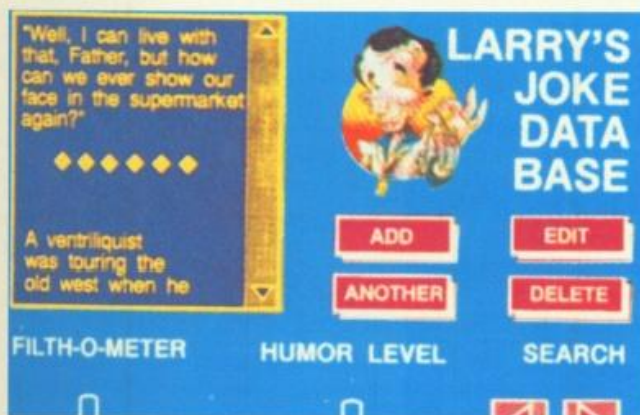 "Well, I can live with
that, Father, but how
can we ever show our
face in the supermarket
again?"
A ventriliquist
was touring the
old west when he
LARRY'S
JOKE
DATA
BASE
ADD
EDIT
ANOTHER
DELETE
FILTH-O-METER
HUMOR LEVEL
SEARCH